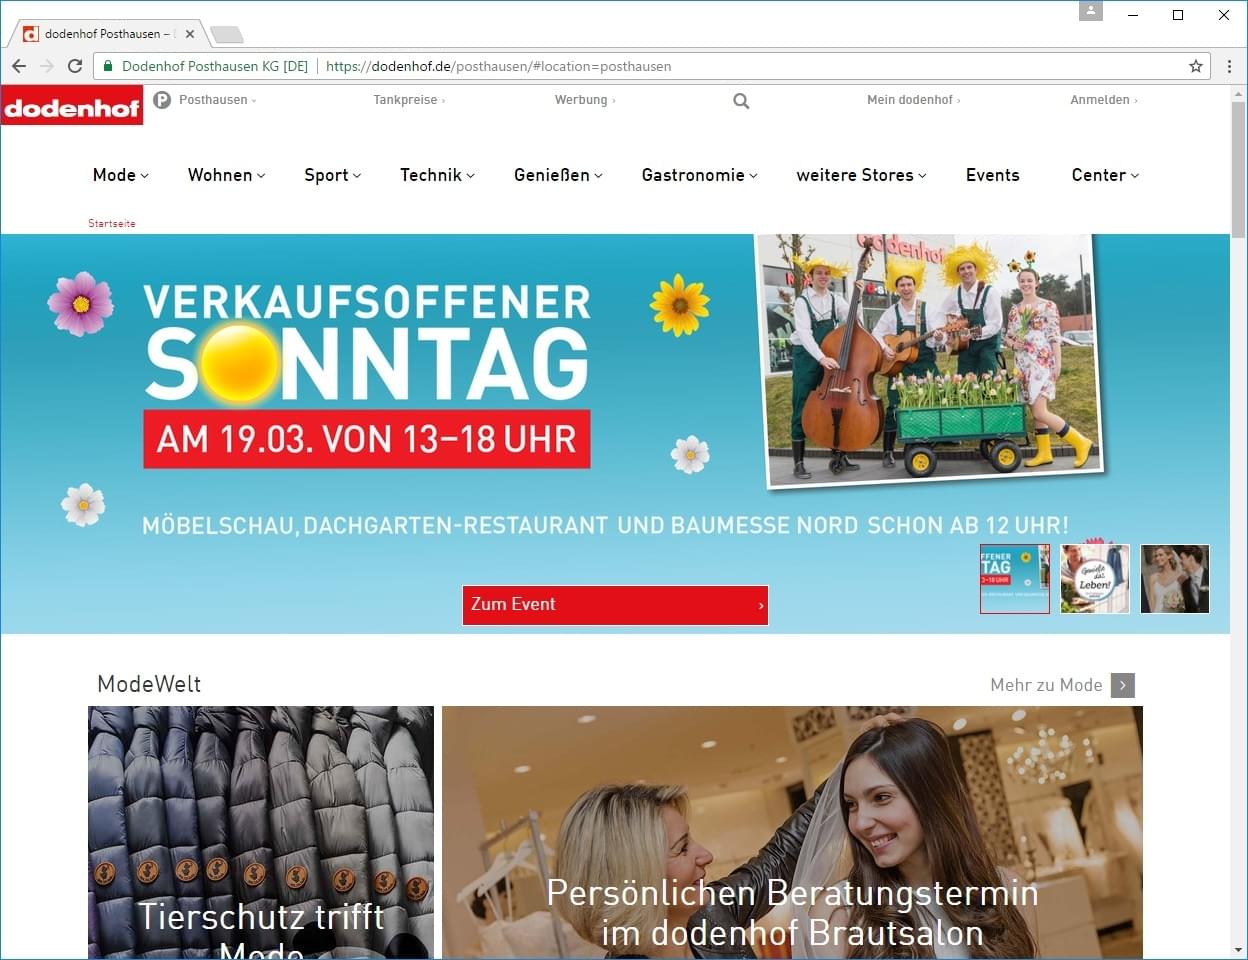 dodenhof Posthausen –
Dodenhof Posthausen KG [DE]
https://dodenhof.de/posthausen/#location=posthausen
dodenhof
P Posthausen
Tankpreise ›
Werbung ›
Mein dodenhof ›
Anmelden ›
Mode
Wohnen
Sport
Technik
Genießen
Gastronomie
weitere Stores
Events
Center
Startseite
VERKAUFSOFFENER
SONNTAG
AM 19.03. VON 13–18 UHR
dodenhof
MÖBELSCHAU, DACHGARTEN-RESTAURANT UND BAUMESSE NORD SCHON AB 12 UHR!
FFENER
TAG
3–18 UHR
Genieße
das
Leben!
Zum Event ›
ModeWelt
Mehr zu Mode ›
Tierschutz trifft
Mode
Persönlichen Beratungstermin
im dodenhof Brautsalon